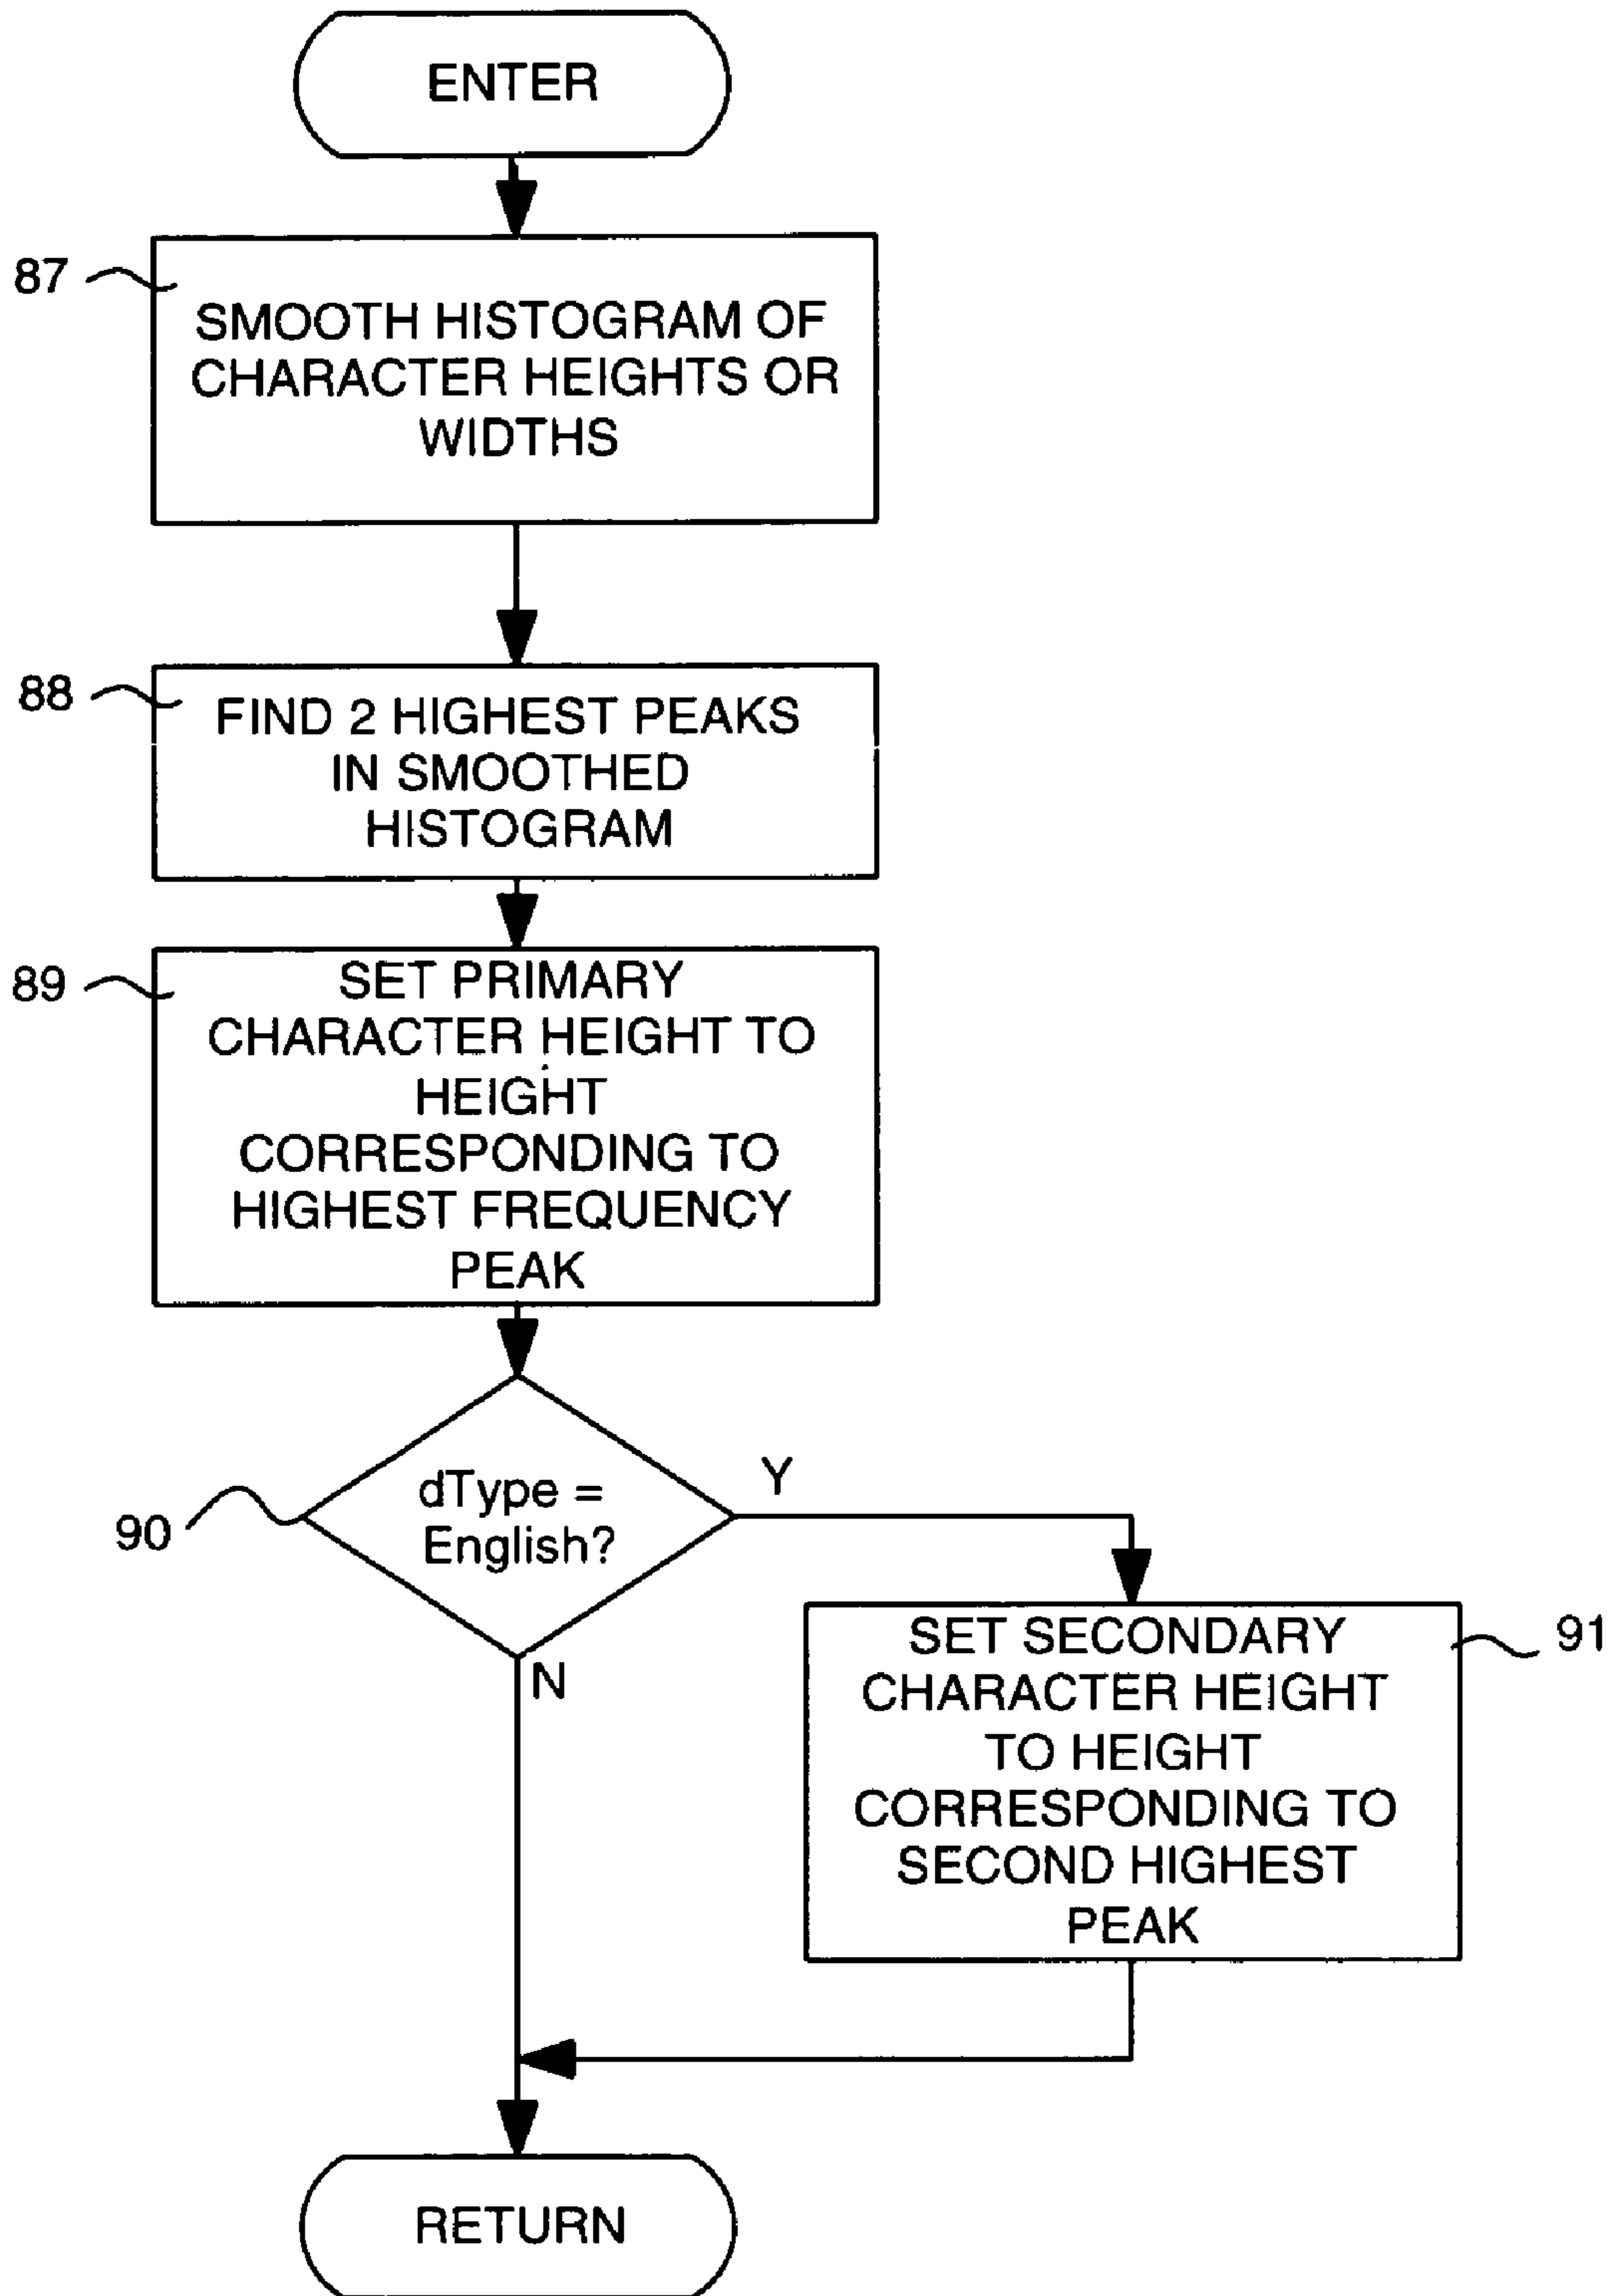 ENTER
87
SMOOTH HISTOGRAM OF
CHARACTER HEIGHTS OR
WIDTHS
88
FIND 2 HIGHEST PEAKS
IN SMOOTHED
HISTOGRAM
89
SET PRIMARY
CHARACTER HEIGHT TO
HEIGHT
CORRESPONDING TO
HIGHEST FREQUENCY
PEAK
90
dType =
English?
Y
N
91
SET SECONDARY
CHARACTER HEIGHT
TO HEIGHT
CORRESPONDING TO
SECOND HIGHEST
PEAK
RETURN